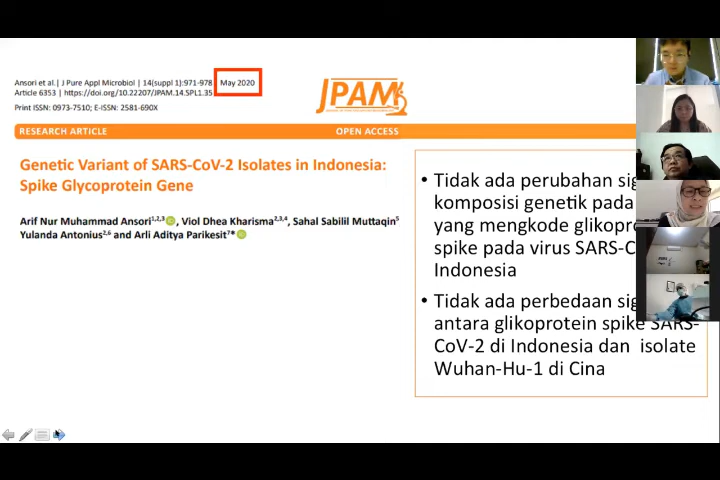 Ansori et al.| J Pure Appl Microbiol | 14(suppl 1):971-978 | May 2020
Article 6353 | https://doi.org/10.22207/JPAM.14.SPL1.35
Print ISSN: 0973-7510; E-ISSN: 2581-690X
JPAM
RESEARCH ARTICLE OPEN ACCESS
Genetic Variant of SARS-CoV-2 Isolates in Indonesia:
Spike Glycoprotein Gene
Arif Nur Muhammad Ansori1,2,3, Viol Dhea Kharisma2,3,4, Sahal Sabilil Muttaqin5
Yulanda Antonius2,6 and Arli Aditya Parikesit7*
• Tidak ada perubahan sig
komposisi genetik pada
yang mengkode glikopro
spike pada virus SARS-C
Indonesia
• Tidak ada perbedaan sig
antara glikoprotein spike SARS-
CoV-2 di Indonesia dan isolate
Wuhan-Hu-1 di Cina